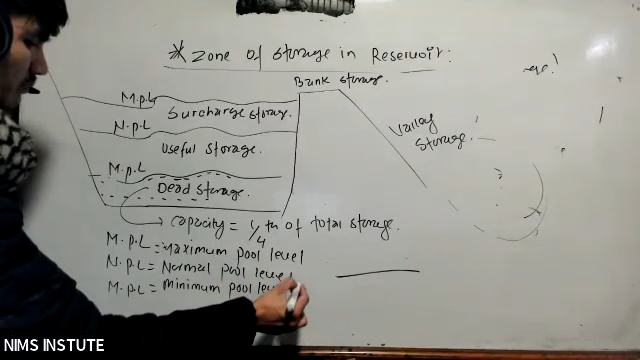 * Zone of Storage in Reservoir:
Bank Storage.
M.p.L
Surcharge Storage.
N.p.L
Useful Storage.
M.p.L
Dead Storage.
Valley
Storage.
Capacity = 1/4 th of total storage.
M.p.L = Maximum pool level
N.p.L = Normal pool level
M.p.L = Minimum pool le
NIMS INSTUTE